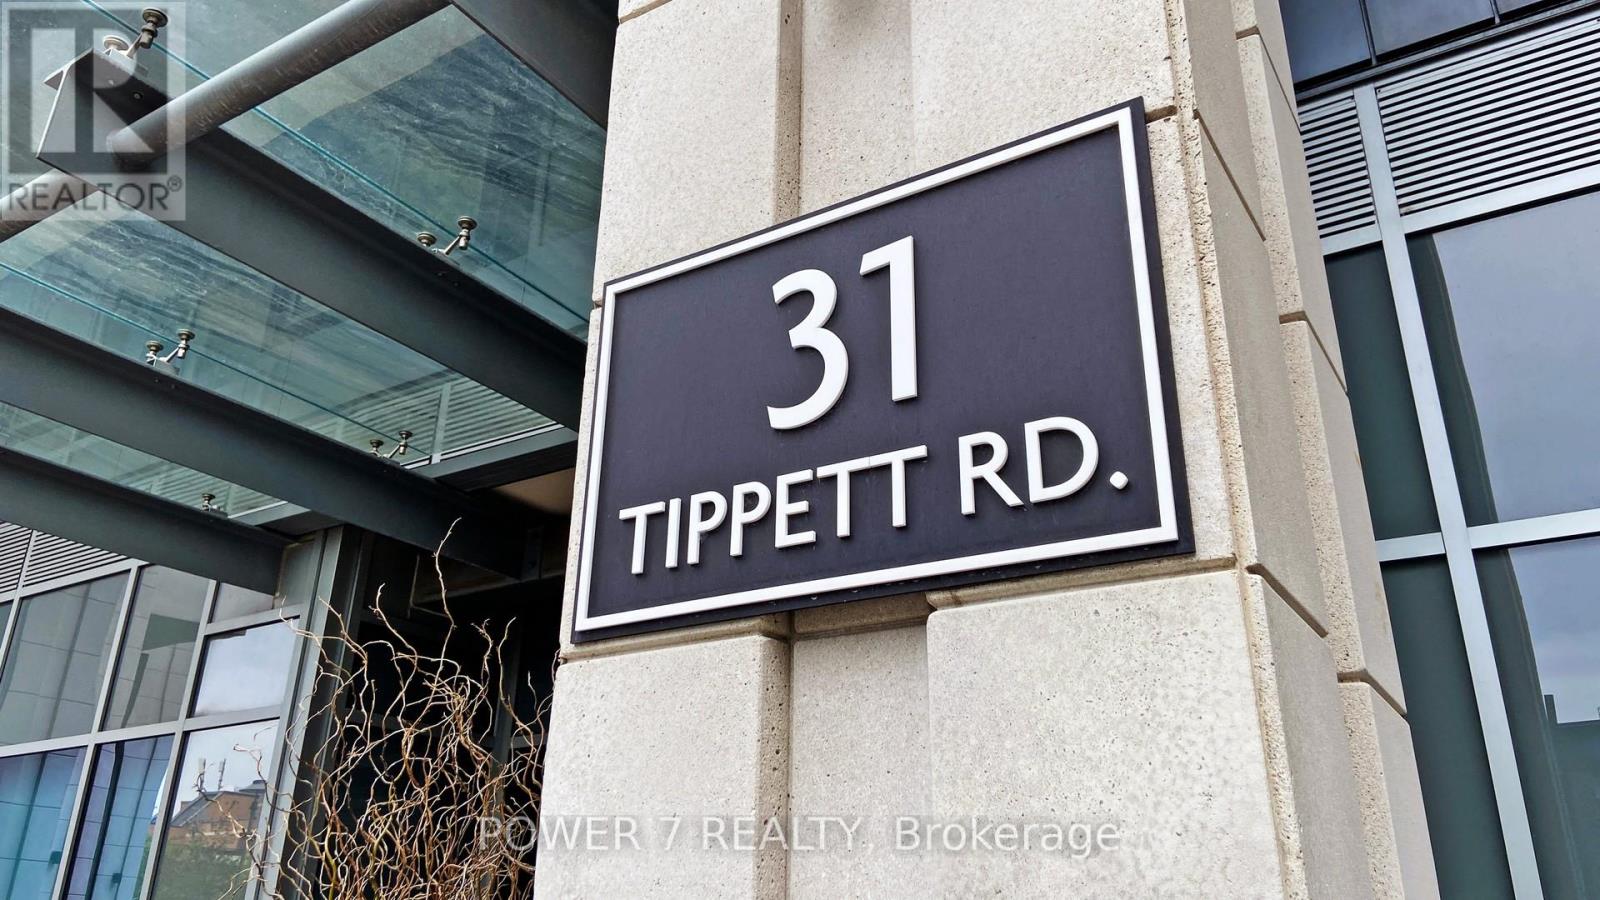 REALTOR®
31
TIPPETT RD.
POWER 7 REALTY, Brokerage